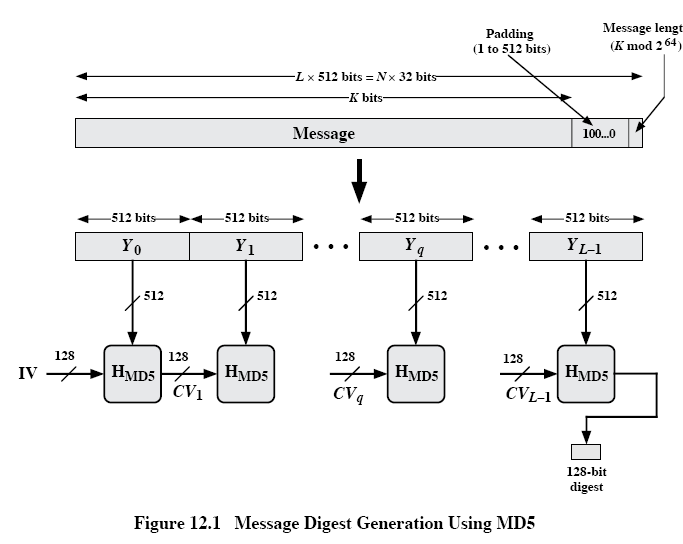 Padding
(1 to 512 bits)
Message lengt
(K mod 2^64)
L × 512 bits = N × 32 bits
K bits
Message
100...0
512 bits
512 bits
512 bits
512 bits
Y0
Y1
• • •
Yq
• • •
YL–1
512
512
512
512
IV
128
HMD5
128
CV1
HMD5
128
CVq
HMD5
128
CVL–1
HMD5
128-bit
digest
Figure 12.1 Message Digest Generation Using MD5